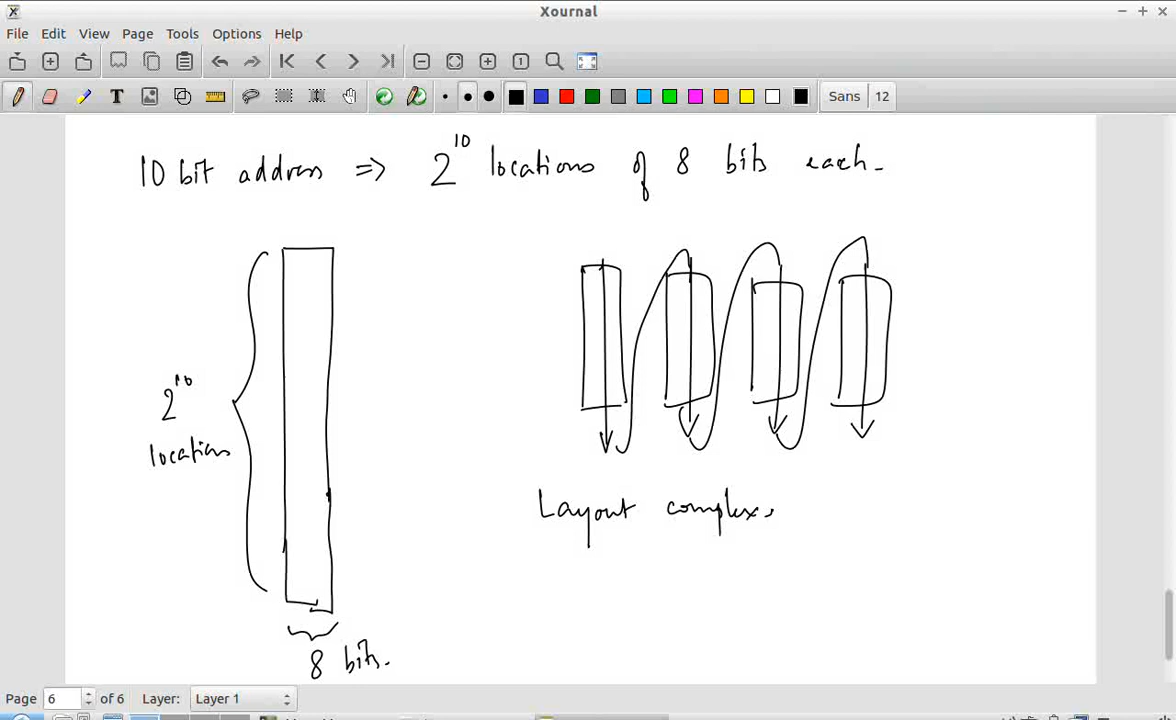 Xournal
File Edit View Page Tools Options Help
Sans 12
10 bit address => 2^10 locations of 8 bits each.
2^10
locations
Layout complex.
8 bits.
Page 6 of 6 Layer: Layer 1